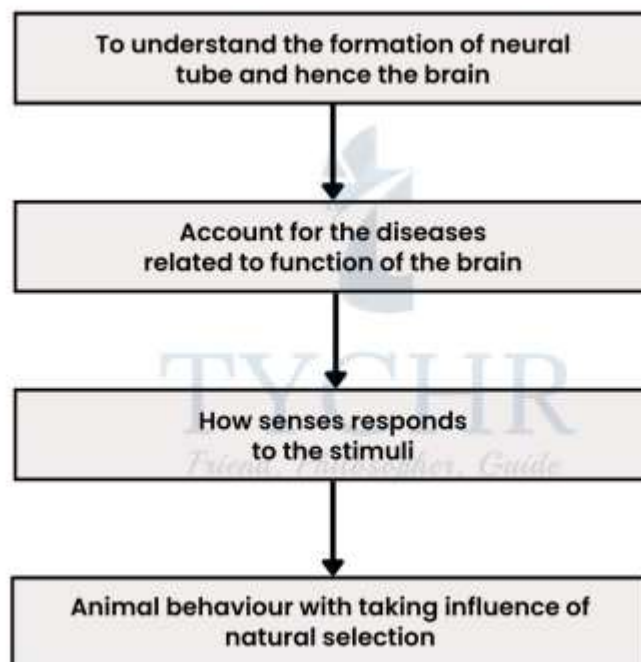 To understand the formation of neural
tube and hence the brain
Account for the diseases
related to function of the brain
TYCHR
How senses responds
to the stimuli
Friend, Philosopher, Guide
Animal behaviour with taking influence of
natural selection